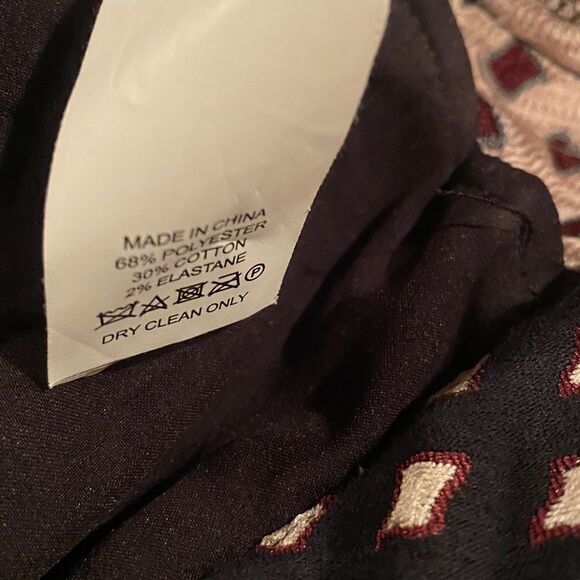 MADE IN CHINA
68% POLYESTER
30% COTTON
2% ELASTANE
P
DRY CLEAN ONLY